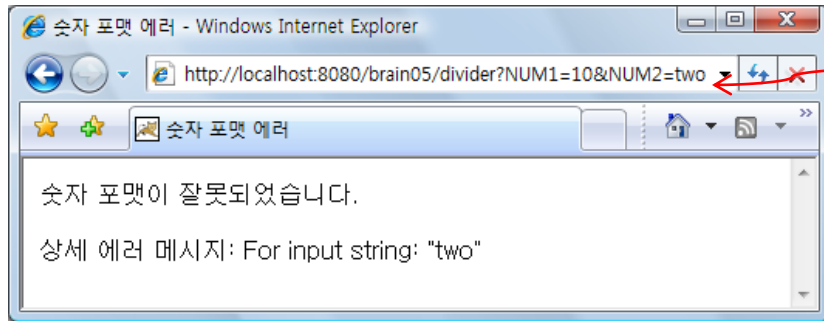 숫자 포맷 에러 - Windows Internet Explorer
http://localhost:8080/brain05/divider?NUM1=10&NUM2=two
숫자 포맷 에러
숫자 포맷이 잘못되었습니다.
상세 에러 메시지: For input string: "two"